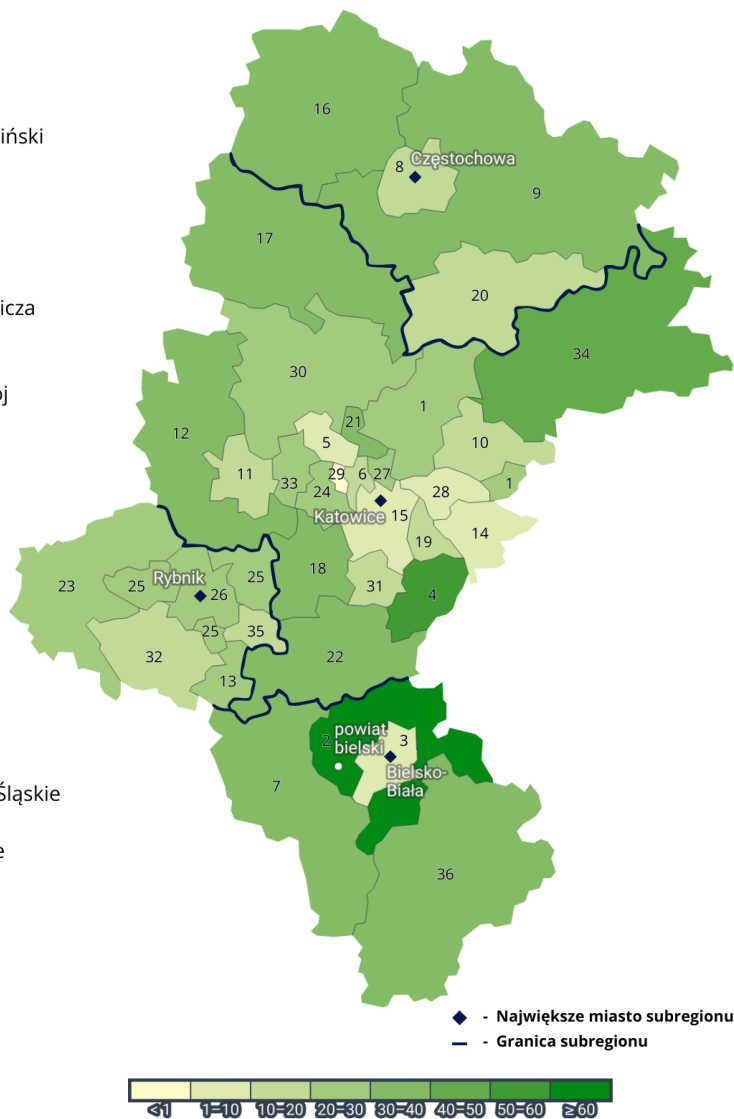 iński
icza
oj
Śląskie
e
16
8
Częstochowa
9
17
20
34
30
1
12
21
5
10
11
33
29
6
27
24
28
1
Katowice
15
14
19
23
25
Rybnik
26
25
18
31
4
25
35
32
13
22
2
powiat
bielski
3
Bielsko-
Biała
7
36
- Największe miasto subregionu
- Granica subregionu
<1 1=10 10=20 20=30 30=40 40=50 50=60 ≥60